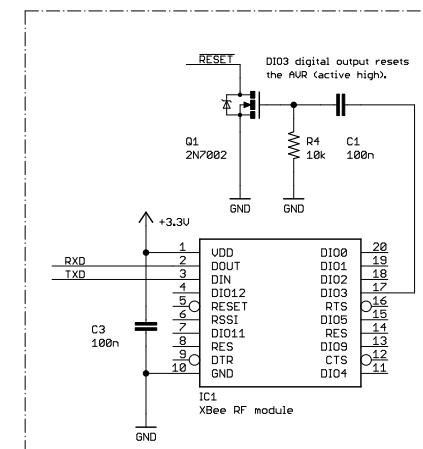 RESET
DIO3 digital output resets
the AVR (active high).
Q1
2N7002
R4
10k
C1
100n
GND
GND
+3.3V
RXD
TXD
1 VDD
2 DOUT
3 DIN
4 DIO12
5 RESET
6 RSSI
7 DIO11
8 RES
9 DTR
10 GND
DIO0 20
DIO1 19
DIO2 18
DIO3 17
RTS 16
DIO5 15
RES 14
DIO9 13
CTS 12
DIO4 11
C3
100n
IC1
XBee RF module
GND